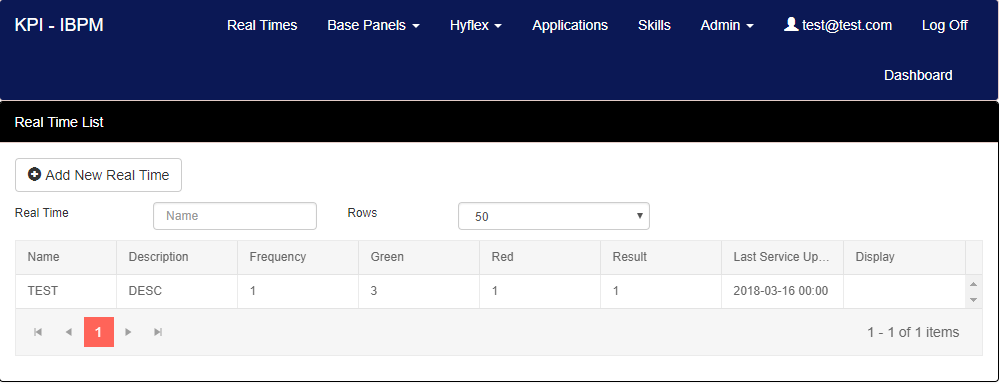 KPI - IBPM Real Times Base Panels Hyflex Applications Skills Admin test@test.com Log Off
Dashboard
Real Time List
Add New Real Time
Real Time Name Rows 50
Name Description Frequency Green Red Result Last Service Up... Display
TEST DESC 1 3 1 1 2018-03-16 00:00
1 1 - 1 of 1 items